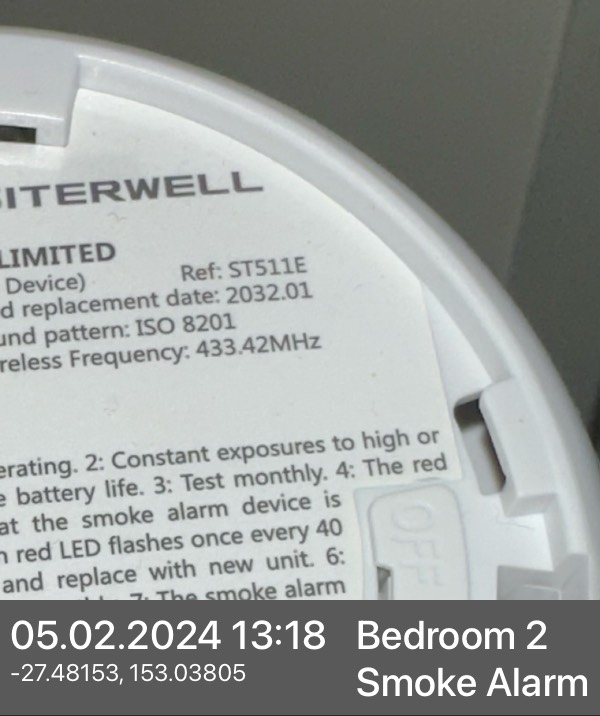 SITERWELL
LIMITED
Device) Ref: ST511E
d replacement date: 2032.01
und pattern: ISO 8201
reless Frequency: 433.42MHz
erating. 2: Constant exposures to high or
e battery life. 3: Test monthly. 4: The red
at the smoke alarm device is
n red LED flashes once every 40
and replace with new unit. 6:
7: The smoke alarm
OFF
05.02.2024 13:18 Bedroom 2
-27.48153, 153.03805 Smoke Alarm